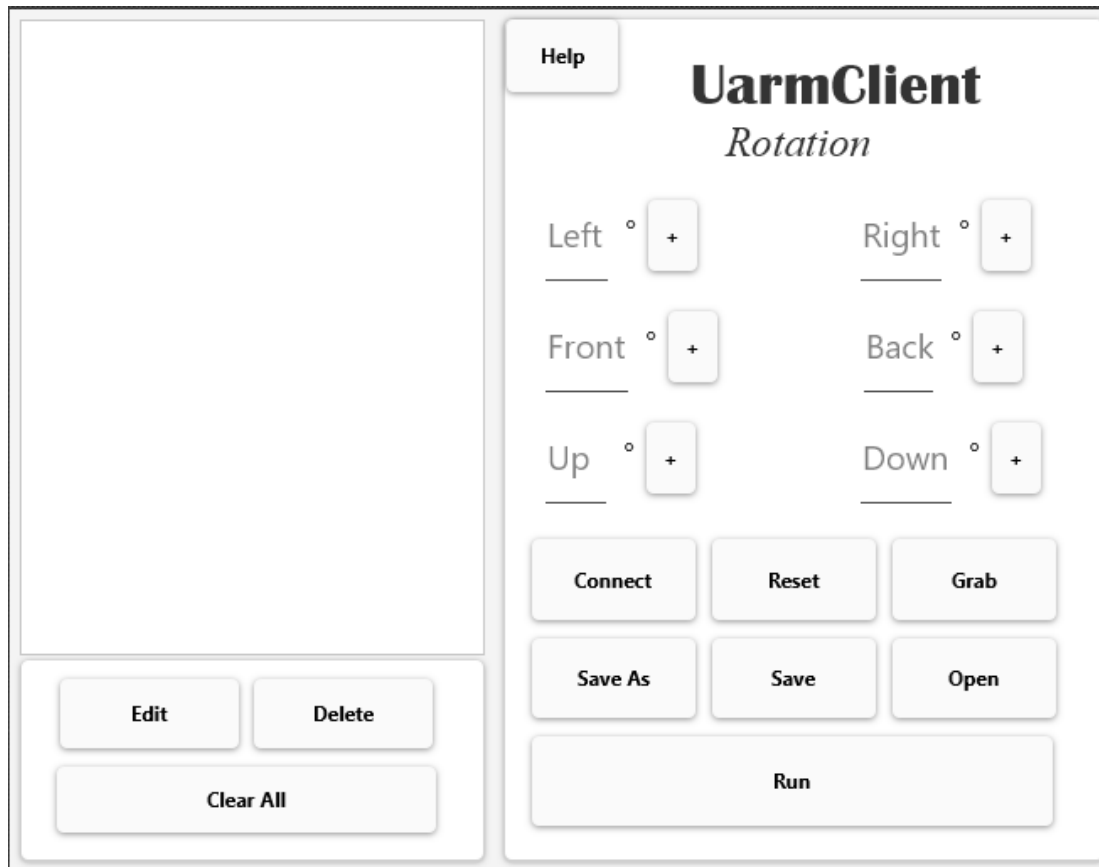 Help
UarmClient
Rotation
Left ° + Right ° +
Front ° + Back ° +
Up ° + Down ° +
Connect Reset Grab
Save As Save Open
Run
Edit Delete
Clear All